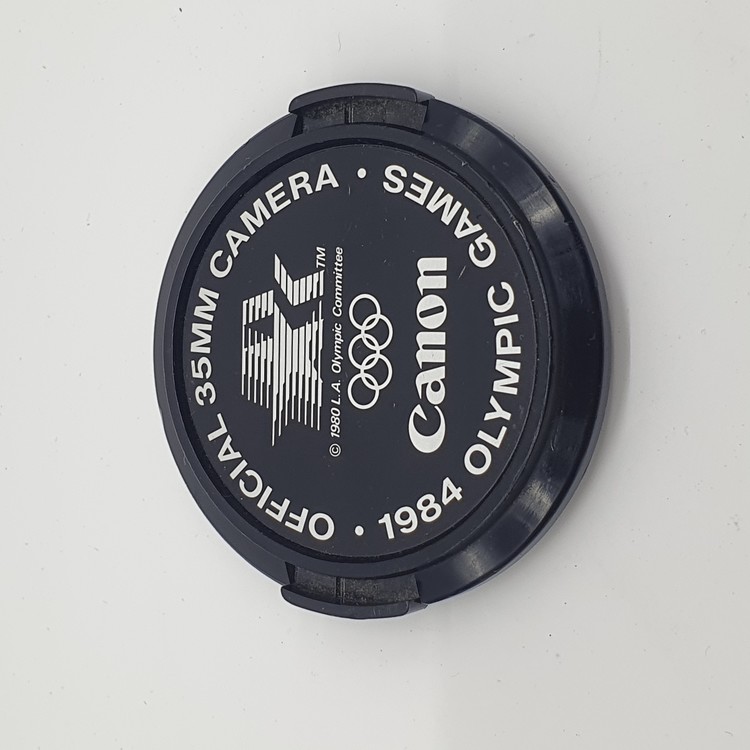 OFFICIAL 35MM CAMERA
TM
© 1980 L.A. Olympic Committee
Canon
• 1984 OLYMPIC GAMES •